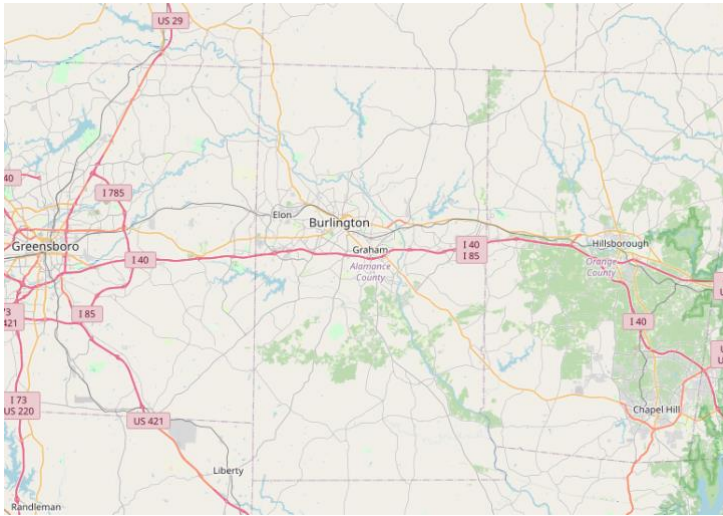 US 29
40
I 785
Elon
Burlington
Greensboro
Graham
I 40
I 40
I 85
Hillsborough
Alamance
County
Orange
County
I 85
73
421
I 40
I 73
US 220
US 421
Chapel Hill
Liberty
Randleman